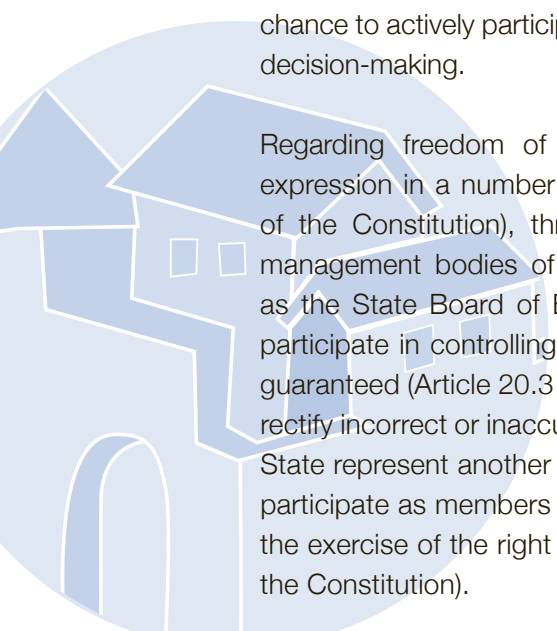 chance to actively particip
decision-making.
Regarding freedom of
expression in a number
of the Constitution), thr
management bodies of
as the State Board of E
participate in controlling
guaranteed (Article 20.3
rectify incorrect or inaccu
State represent another
participate as members
the exercise of the right
the Constitution).